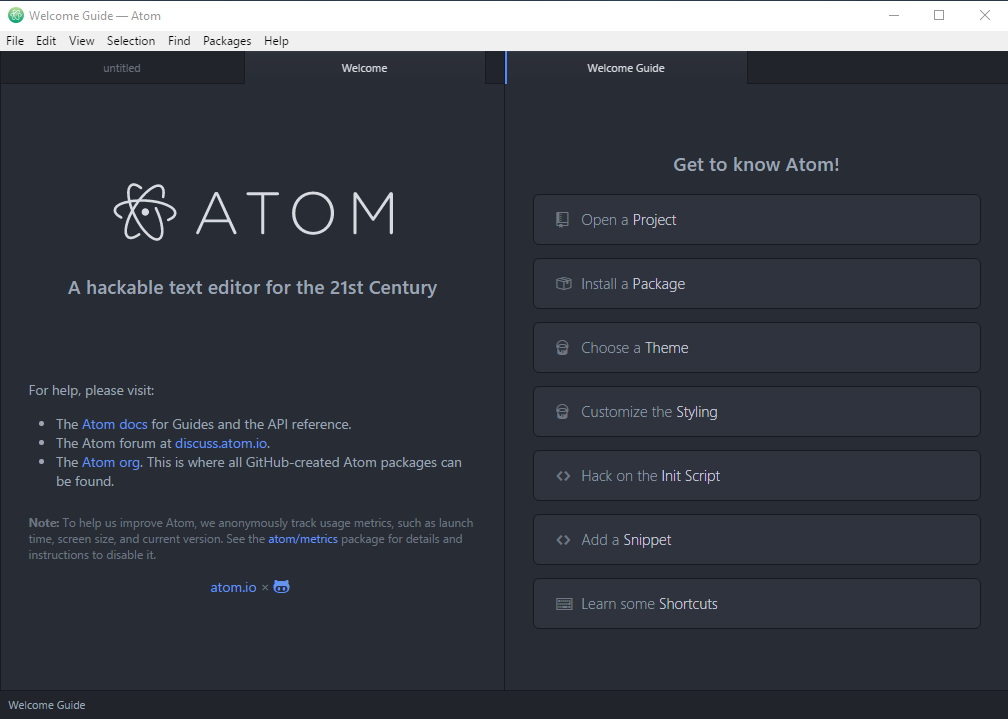 Welcome Guide — Atom
File Edit View Selection Find Packages Help
untitled
Welcome
Welcome Guide
ATOM
A hackable text editor for the 21st Century
For help, please visit:
• The Atom docs for Guides and the API reference.
• The Atom forum at discuss.atom.io.
• The Atom org. This is where all GitHub-created Atom packages can
be found.
Note: To help us improve Atom, we anonymously track usage metrics, such as launch
time, screen size, and current version. See the atom/metrics package for details and
instructions to disable it.
atom.io ×
Get to know Atom!
Open a Project
Install a Package
Choose a Theme
Customize the Styling
Hack on the Init Script
Add a Snippet
Learn some Shortcuts
Welcome Guide